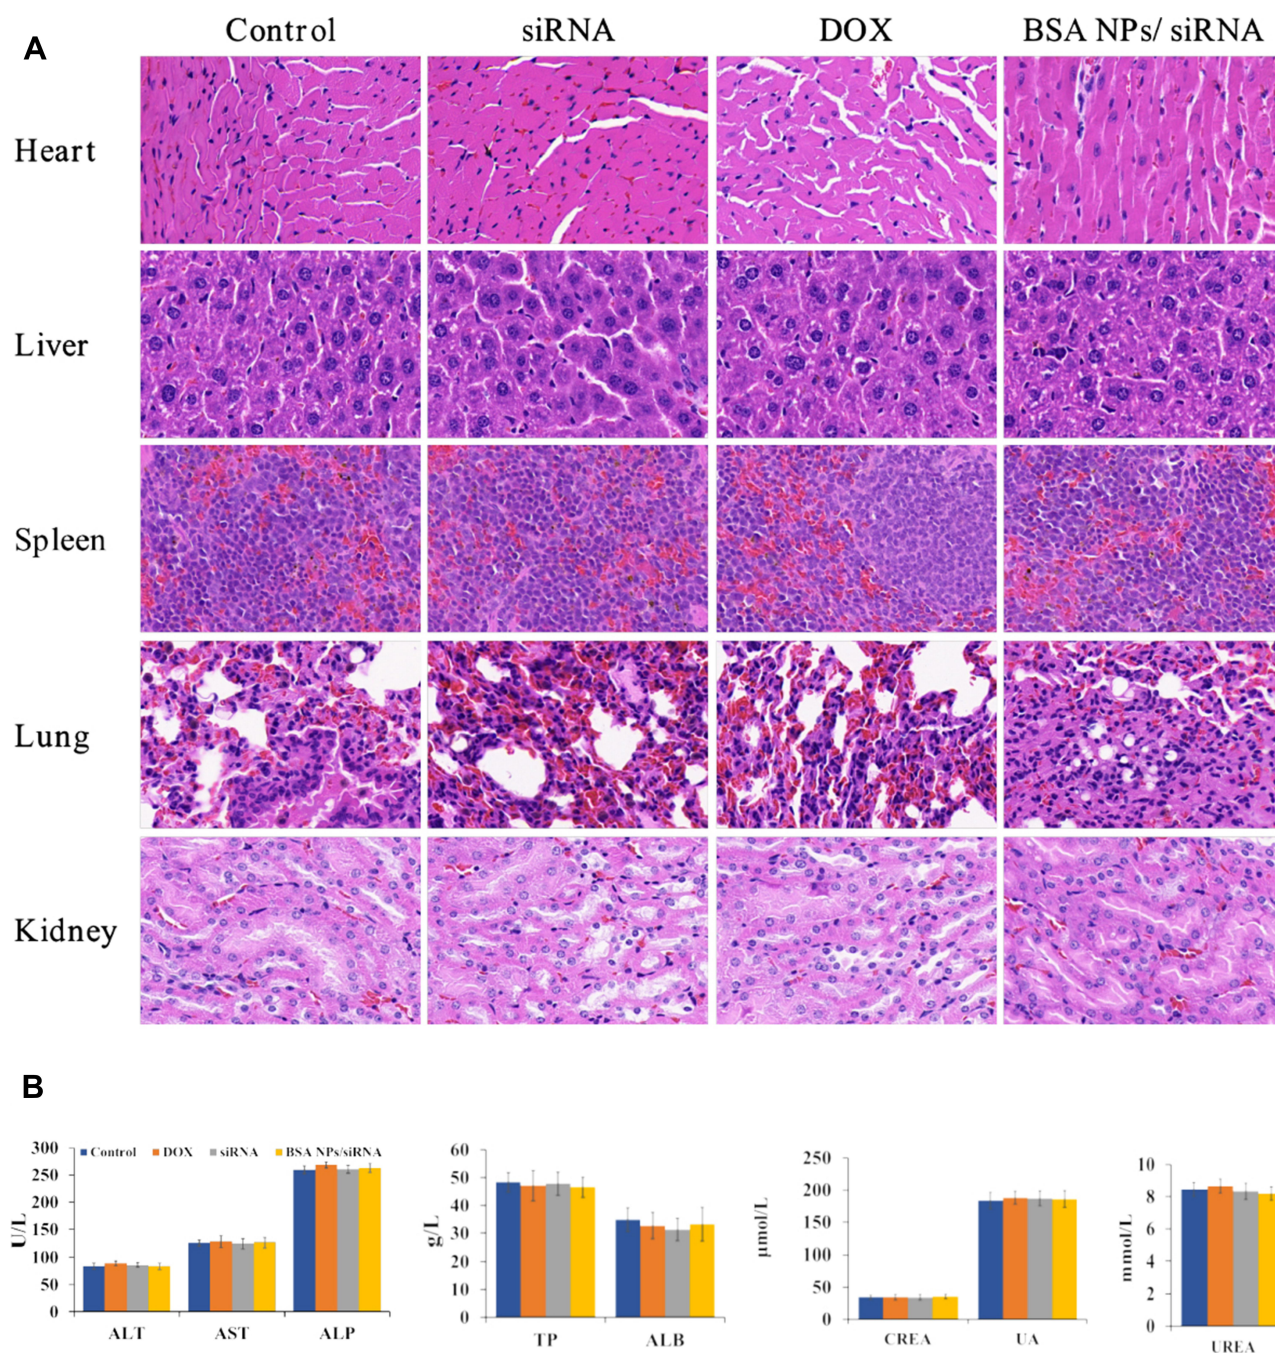 A
Control siRNA DOX BSA NPs/ siRNA
Heart
Liver
Spleen
Lung
Kidney
B
300
250
200
150
100
50
0
U/L
Control DOX siRNA BSA NPs/siRNA
ALT AST ALP
60
50
40
30
20
10
0
g/L
TP ALB
250
200
150
100
50
0
μmol/L
CREA UA
10
8
6
4
2
0
mmol/L
UREA